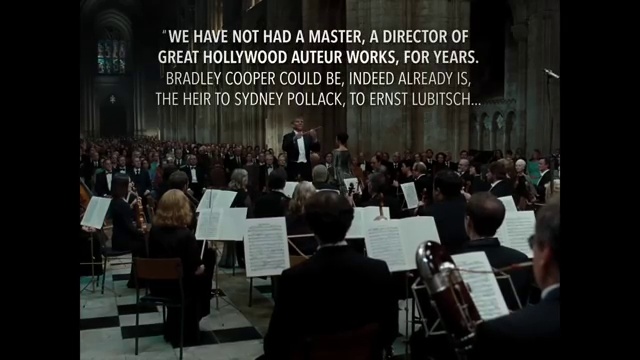 "WE HAVE NOT HAD A MASTER, A DIRECTOR OF
GREAT HOLLYWOOD AUTEUR WORKS, FOR YEARS.
BRADLEY COOPER COULD BE, INDEED ALREADY IS,
THE HEIR TO SYDNEY POLLACK, TO ERNST LUBITSCH...